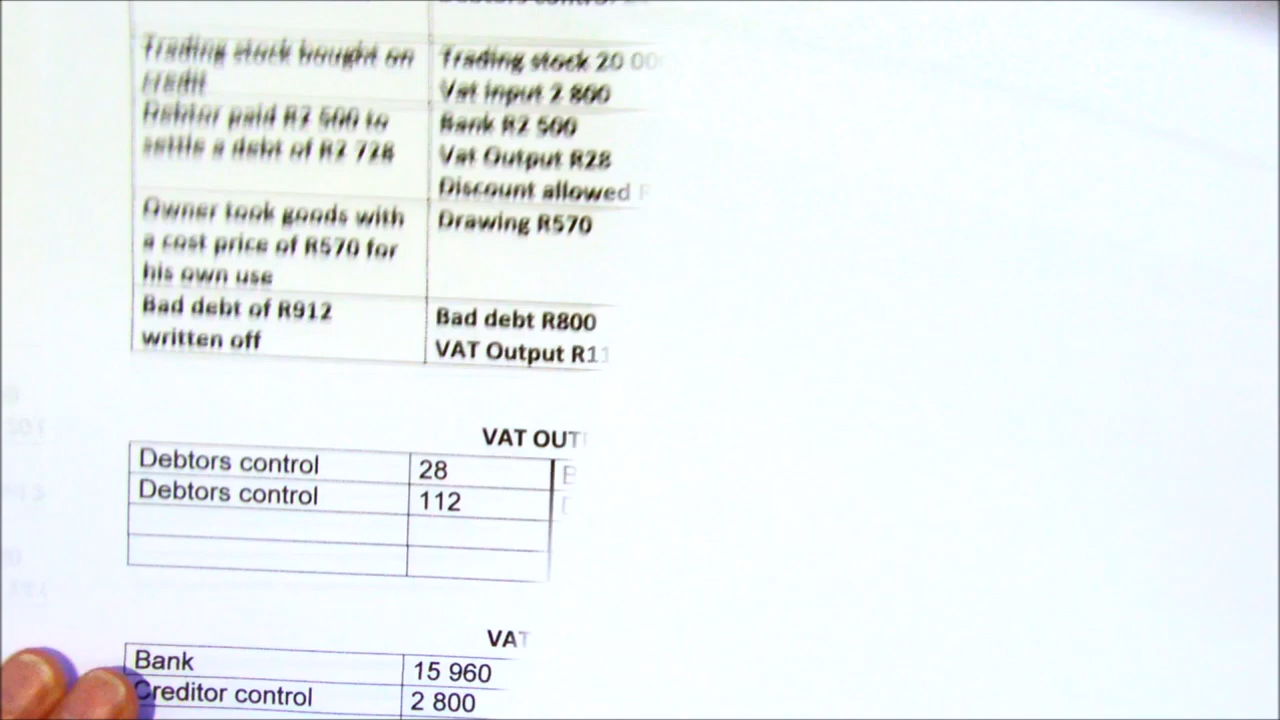 Trading stock bought on
credit
Trading stock 20 00
Vat input 2 800
Debtor paid R2 500 to
settle a debt of R2 728
Bank R2 500
Vat Output R28
Discount allowed
Owner took goods with
a cost price of R570 for
his own use
Drawing R570
Bad debt of R912
written off
Bad debt R800
VAT Output R11
VAT OUT
Debtors control 28
Debtors control 112
VAT
Bank 15 960
Creditor control 2 800